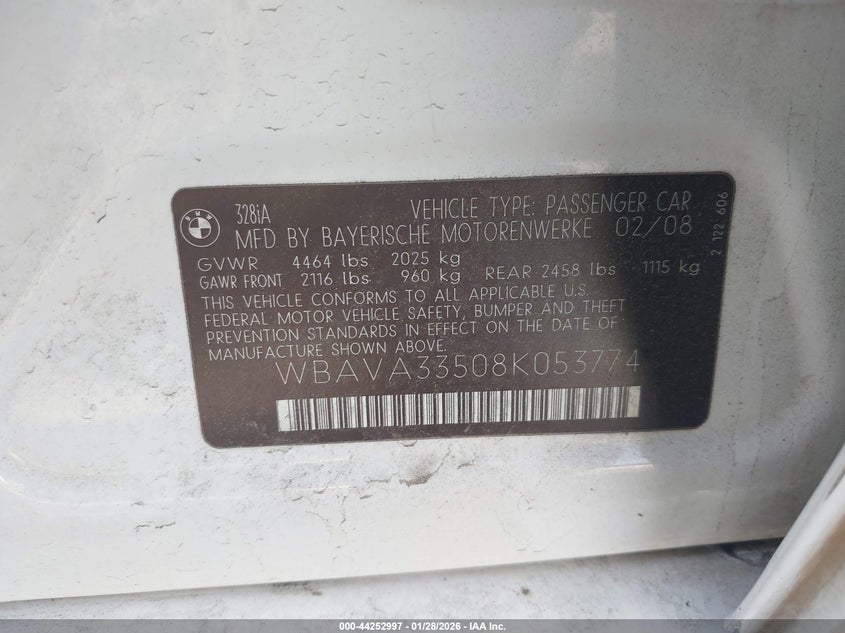 328iA
VEHICLE TYPE: PASSENGER CAR
BMW
MFD BY BAYERISCHE MOTORENWERKE 02/08
GVWR 4464 lbs 2025 kg
GAWR FRONT 2116 lbs 960 kg REAR 2458 lbs 1115 kg
THIS VEHICLE CONFORMS TO ALL APPLICABLE U.S.
FEDERAL MOTOR VEHICLE SAFETY, BUMPER AND THEFT
PREVENTION STANDARDS IN EFFECT ON THE DATE OF
MANUFACTURE SHOWN ABOVE.
WBAVA33508K053774
2 122 606
000-44252997 - 01/28/2026 - IAA Inc.